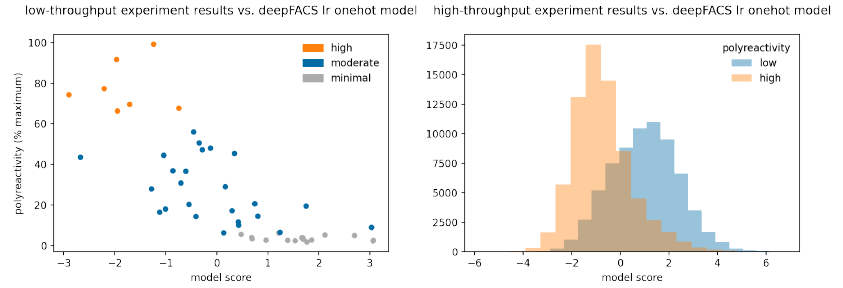 low-throughput experiment results vs. deepFACS lr onehot model
100
80
60
40
20
0
polyreactivity (% maximum)
high
moderate
minimal
−3 −2 −1 0 1 2 3
model score
high-throughput experiment results vs. deepFACS lr onehot model
17500
15000
12500
10000
7500
5000
2500
0
polyreactivity
low
high
−6 −4 −2 0 2 4 6
model score